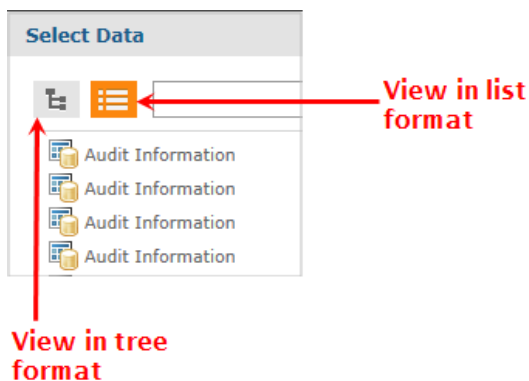 Select Data
View in list
format
Audit Information
Audit Information
Audit Information
Audit Information
View in tree
format